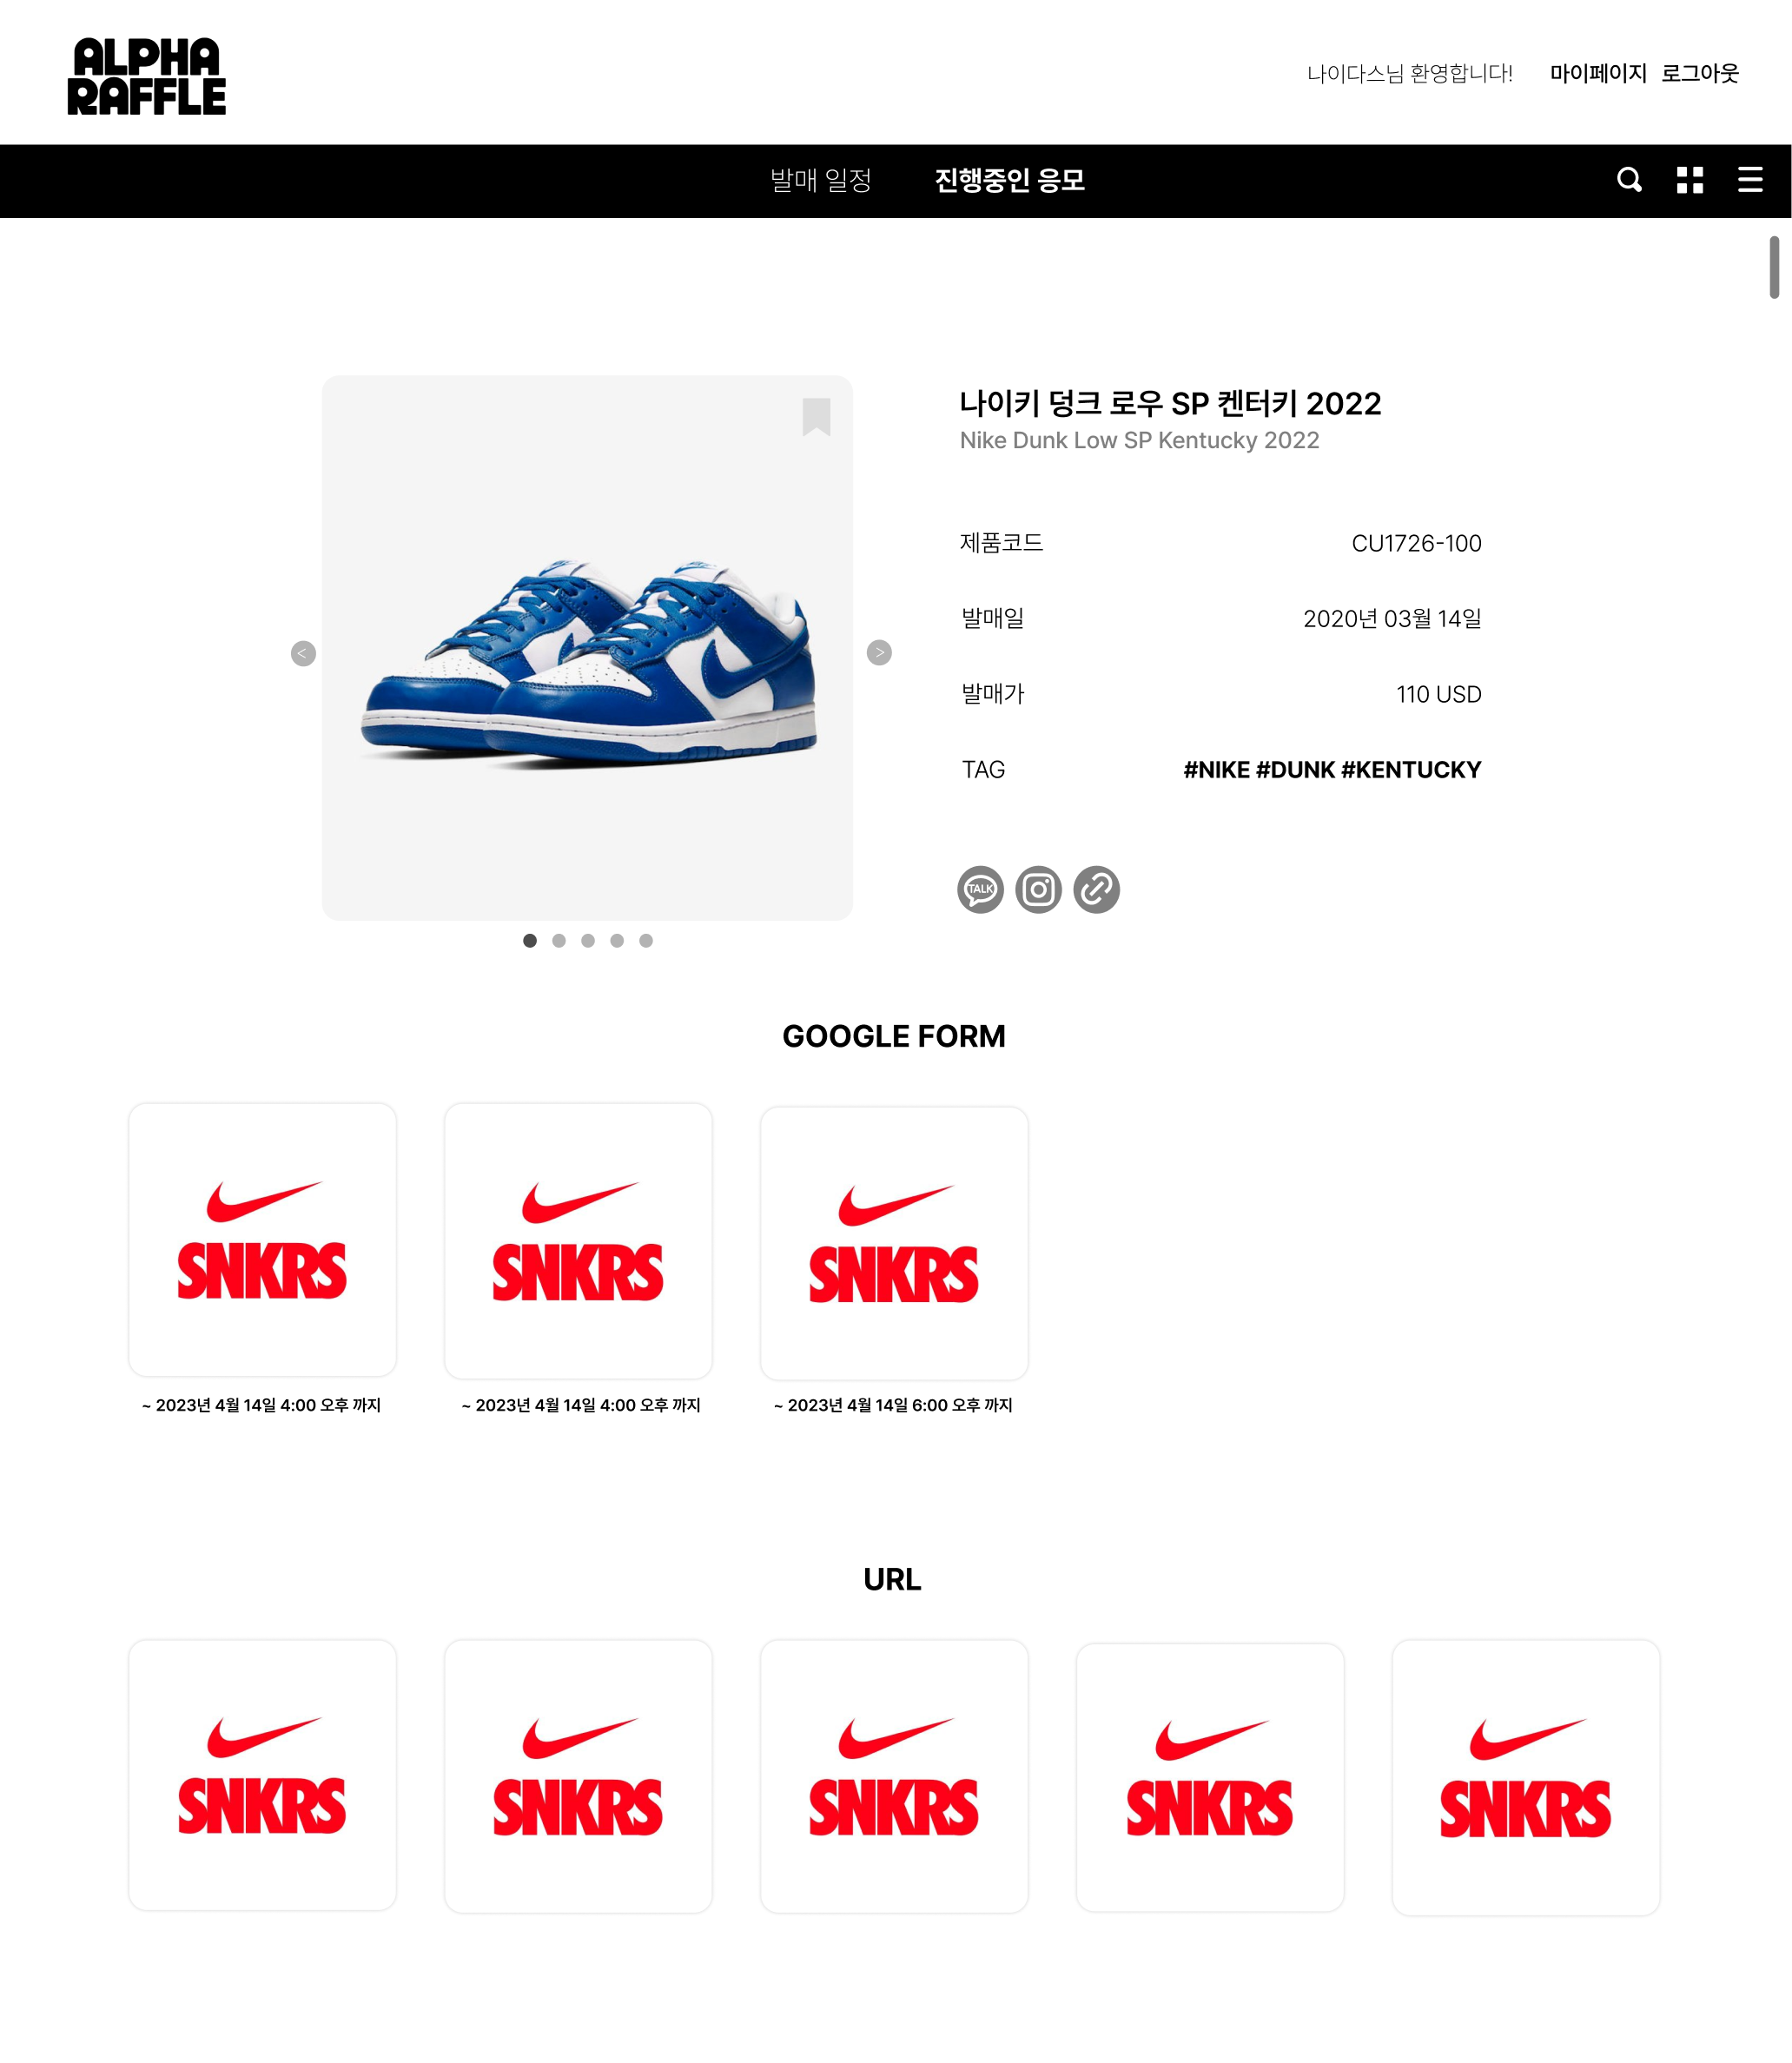 ALPHA
RAFFLE
나이다스님 환영합니다!
마이페이지 로그아웃
발매 일정
진행중인 응모
나이키 덩크 로우 SP 켄터키 2022
Nike Dunk Low SP Kentucky 2022
제품코드 CU1726-100
발매일 2020년 03월 14일
발매가 110 USD
TAG #NIKE #DUNK #KENTUCKY
TALK
GOOGLE FORM
SNKRS
SNKRS
SNKRS
~ 2023년 4월 14일 4:00 오후 까지
~ 2023년 4월 14일 4:00 오후 까지
~ 2023년 4월 14일 6:00 오후 까지
URL
SNKRS
SNKRS
SNKRS
SNKRS
SNKRS